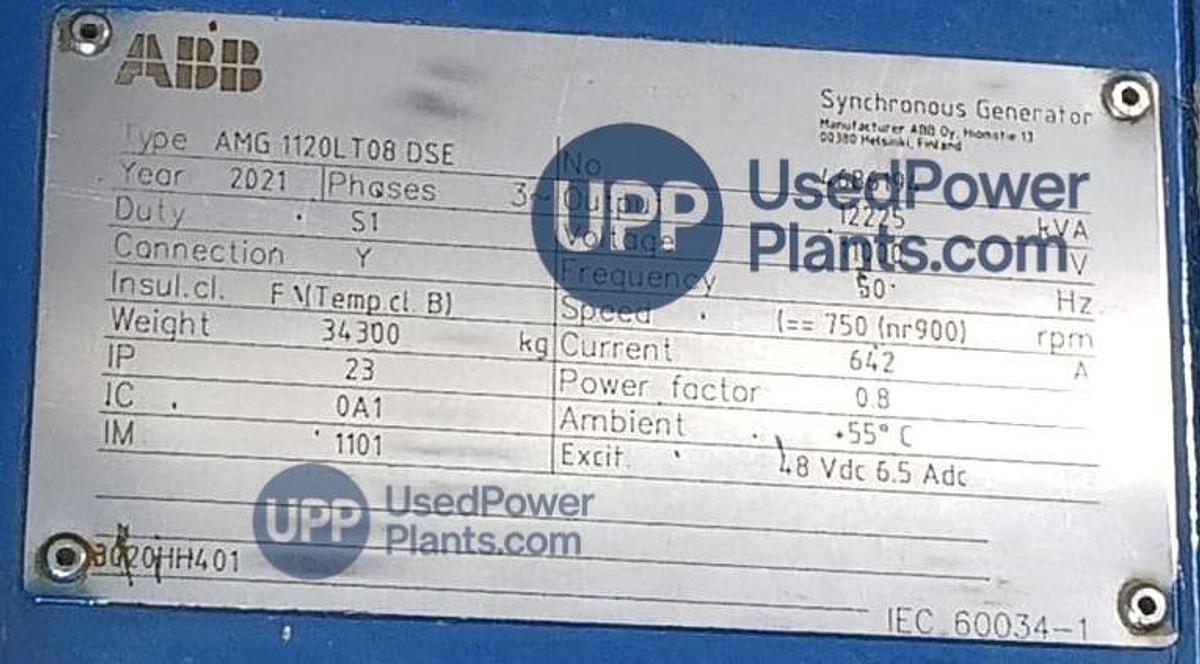 ABB
Synchronous Generator
Manufacturer ABB Oy, Hiomotie 13
00380 Helsinki, Finland
Type AMG 1120LT08 DSE
No
Year 2021 Phases 3~
Output 12225 kVA
Duty S1
Voltage V
Connection Y
Frequency 50 Hz
Insul.cl. F (Temp.cl. B)
Speed 750 (nr900) rpm
Weight 34300 kg
Current 642 A
IP 23
Power factor 0.8
IC 0A1
Ambient +55° C
IM 1101
Excit. 48 Vdc 6.5 Adc
HH401
IEC 60034-1
UPP UsedPower
Plants.com
UPP UsedPower
Plants.com